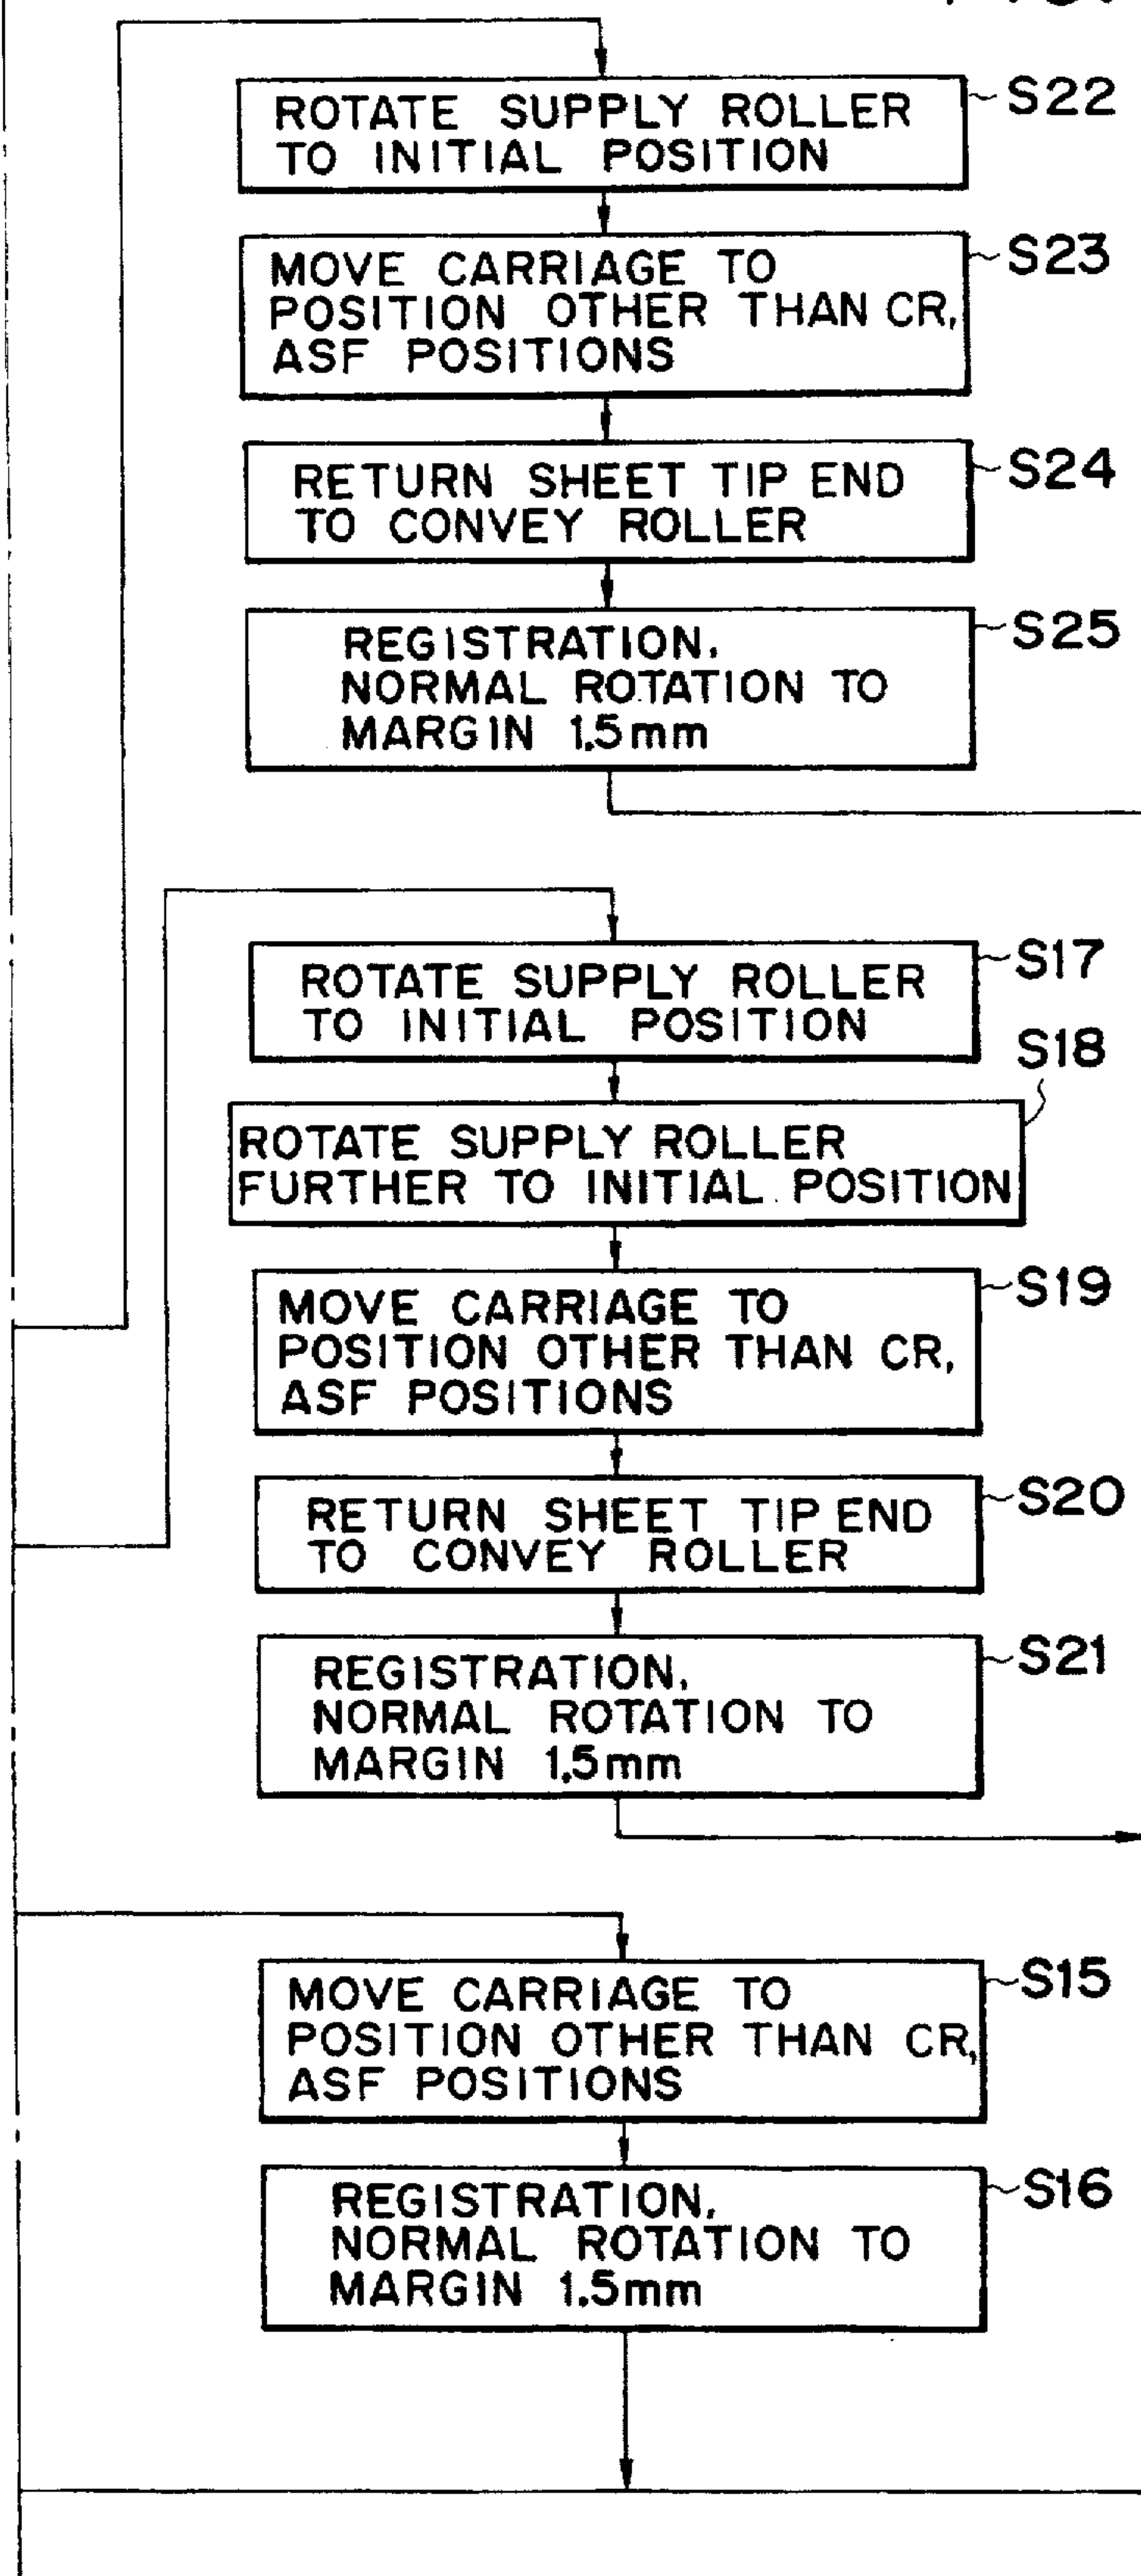 S22
ROTATE SUPPLY ROLLER
TO INITIAL POSITION
S23
MOVE CARRIAGE TO
POSITION OTHER THAN CR,
ASF POSITIONS
S24
RETURN SHEET TIP END
TO CONVEY ROLLER
S25
REGISTRATION,
NORMAL ROTATION TO
MARGIN 1.5mm
S17
ROTATE SUPPLY ROLLER
TO INITIAL POSITION
S18
ROTATE SUPPLY ROLLER
FURTHER TO INITIAL POSITION
S19
MOVE CARRIAGE TO
POSITION OTHER THAN CR,
ASF POSITIONS
S20
RETURN SHEET TIP END
TO CONVEY ROLLER
S21
REGISTRATION,
NORMAL ROTATION TO
MARGIN 1.5mm
S15
MOVE CARRIAGE TO
POSITION OTHER THAN CR,
ASF POSITIONS
S16
REGISTRATION,
NORMAL ROTATION TO
MARGIN 1.5mm